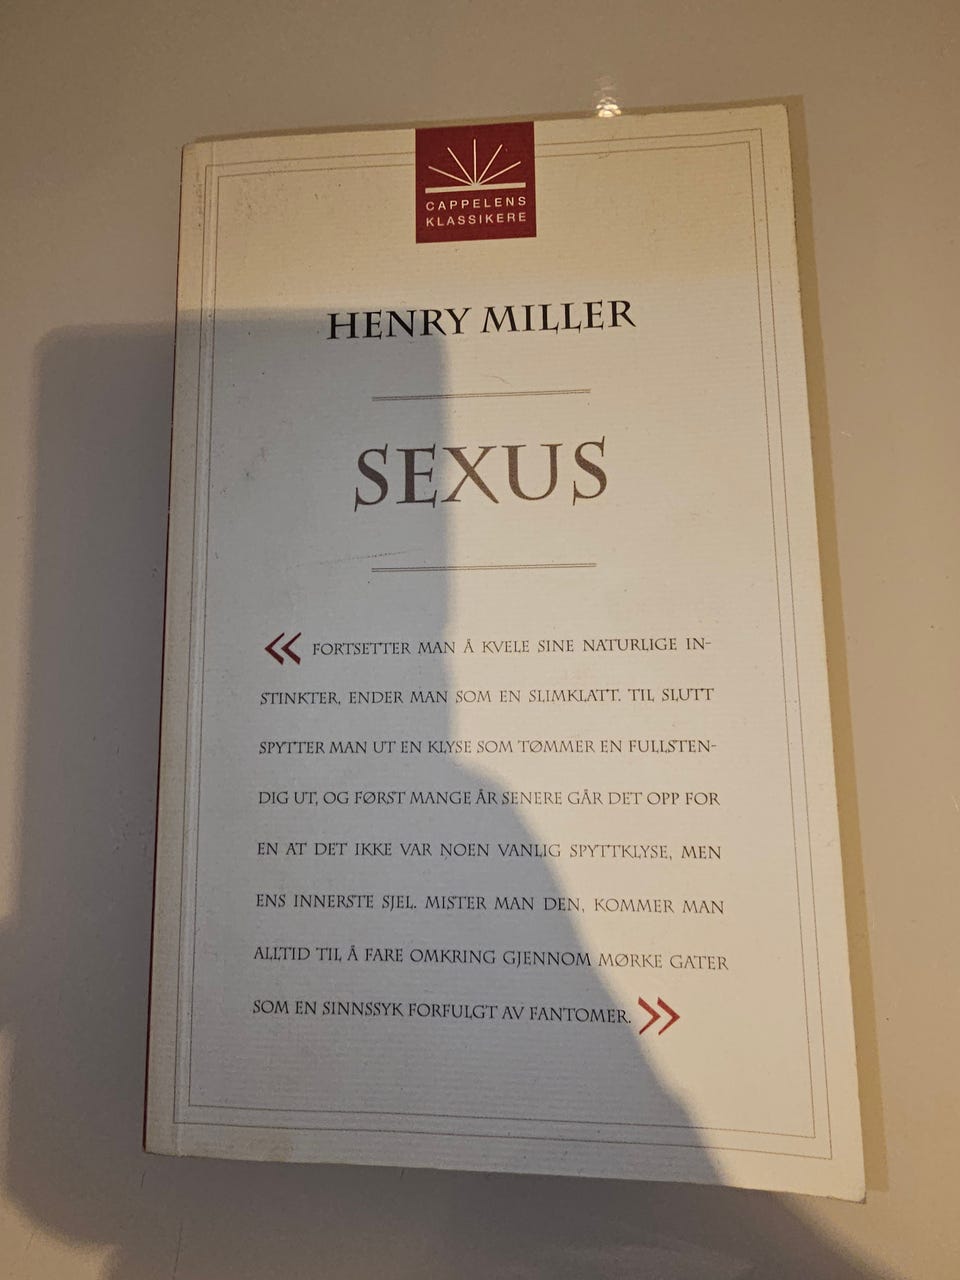 CAPPELENS
KLASSIKERE
HENRY MILLER
SEXUS
« FORTSETTER MAN Å KVELE SINE NATURLIGE IN-
STINKTER, ENDER MAN SOM EN SLIMKLATT. TIL SLUTT
SPYTTER MAN UT EN KLYSE SOM TØMMER EN FULLSTEN-
DIG UT, OG FØRST MANGE ÅR SENERE GÅR DET OPP FOR
EN AT DET IKKE VAR NOEN VANLIG SPYTTKLYSE, MEN
ENS INNERSTE SJEL. MISTER MAN DEN, KOMMER MAN
ALLTID TIL Å FARE OMKRING GJENNOM MØRKE GATER
SOM EN SINNSSYK FORFULGT AV FANTOMER. »